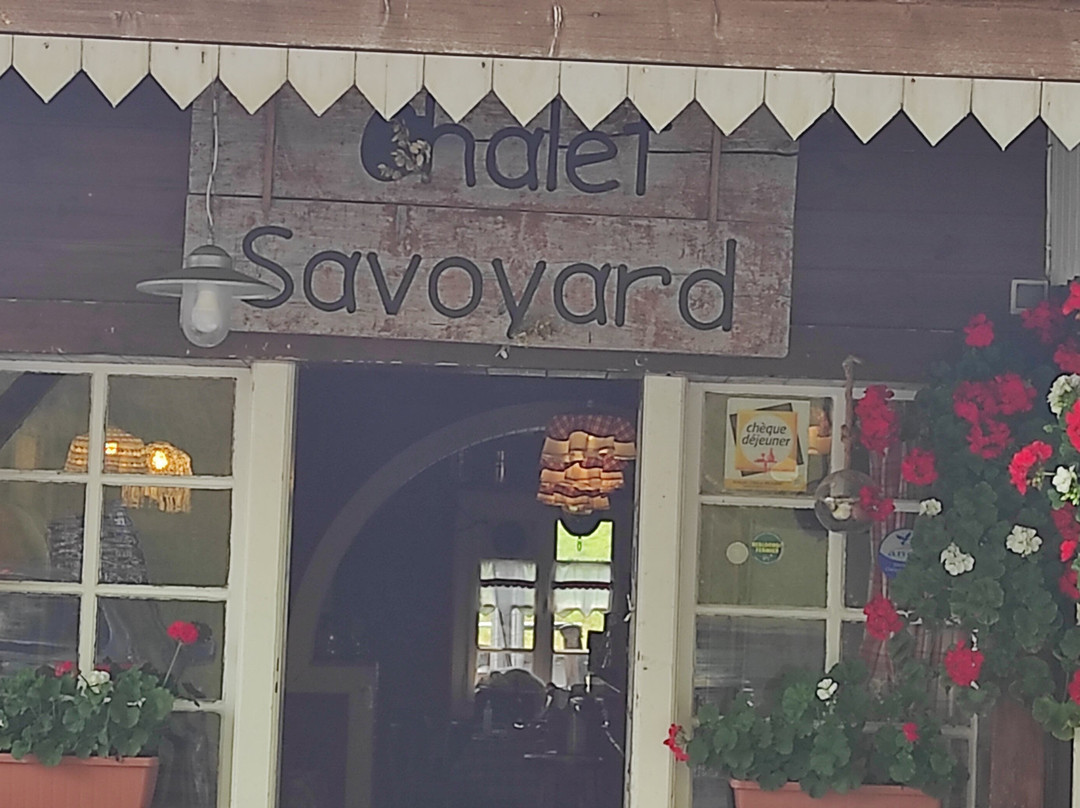 Chalet
Savoyard
chèque
déjeuner